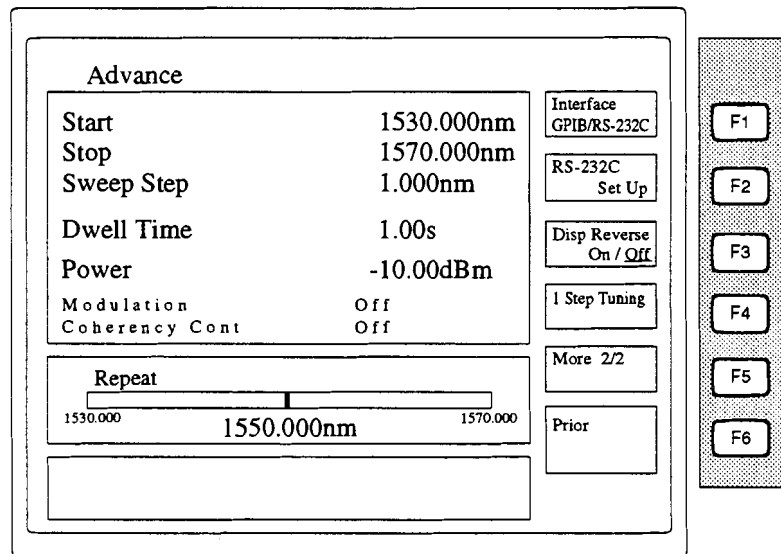 Advance
Start 1530.000nm
Stop 1570.000nm
Sweep Step 1.000nm
Dwell Time 1.00s
Power -10.00dBm
Modulation Off
Coherency Cont Off
Repeat
1530.000 1570.000
1550.000nm
Interface
GPIB/RS-232C
RS-232C
Set Up
Disp Reverse
On / Off
1 Step Tuning
More 2/2
Prior
F1
F2
F3
F4
F5
F6